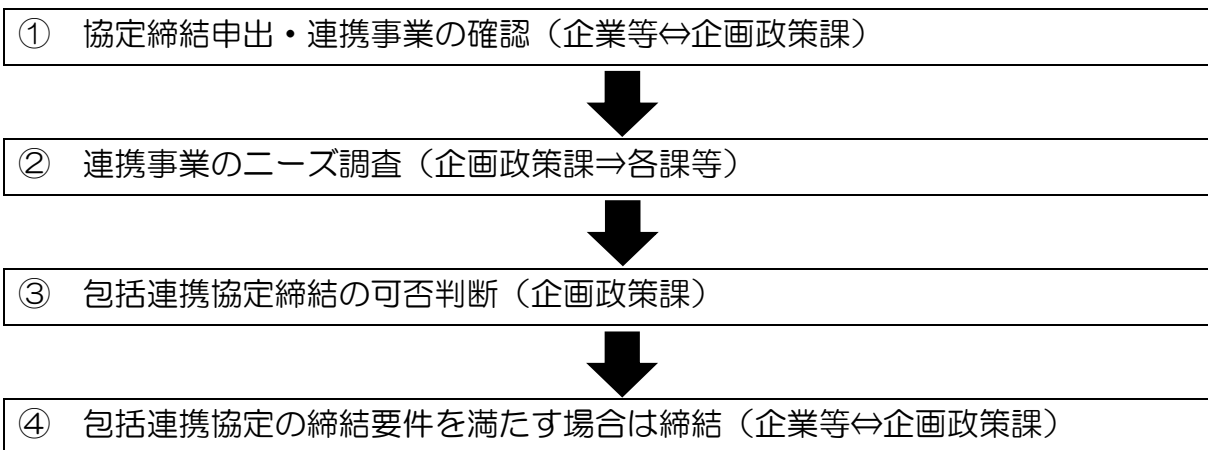 ① 協定締結申出・連携事業の確認（企業等⇔企画政策課）
② 連携事業のニーズ調査（企画政策課⇒各課等）
③ 包括連携協定締結の可否判断（企画政策課）
④ 包括連携協定の締結要件を満たす場合は締結（企業等⇔企画政策課）